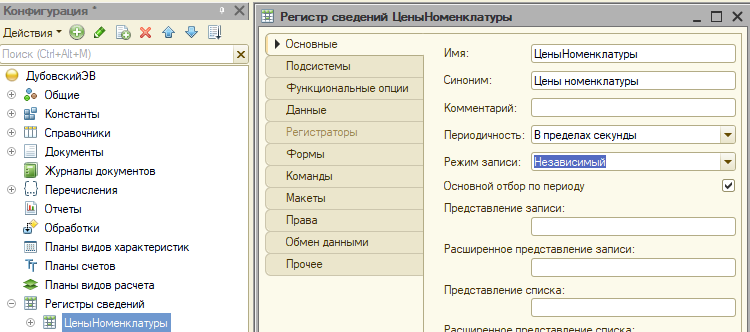 Конфигурация *
Действия
Поиск (Ctrl+Alt+M)
ДубовскийЭВ
Общие
Константы
Справочники
Документы
Журналы документов
Перечисления
Отчеты
Обработки
Планы видов характеристик
Планы счетов
Планы видов расчета
Регистры сведений
ЦеныНоменклатуры
Регистр сведений ЦеныНоменклатуры
Основные
Подсистемы
Функциональные опции
Данные
Регистраторы
Формы
Команды
Макеты
Права
Обмен данными
Прочее
Имя: ЦеныНоменклатуры
Синоним: Цены номенклатуры
Комментарий:
Периодичность: В пределах секунды
Режим записи: Независимый
Основной отбор по периоду
Представление записи:
Расширенное представление записи:
Представление списка:
Расширенное представление списка: